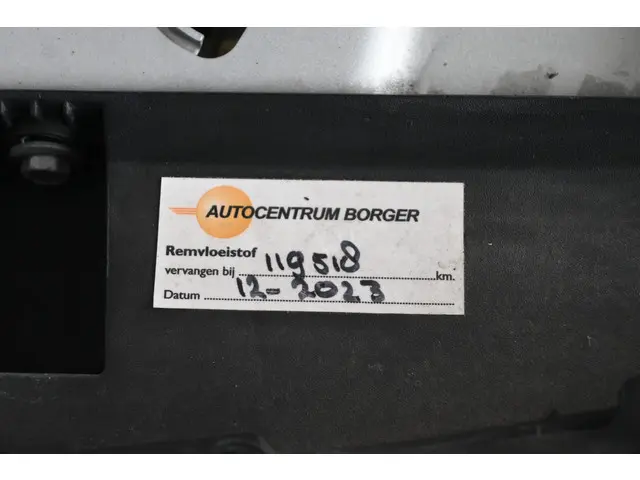 AUTOCENTRUM BORGER
Remvloeistof
vervangen bij 119518 km.
Datum 12-2023